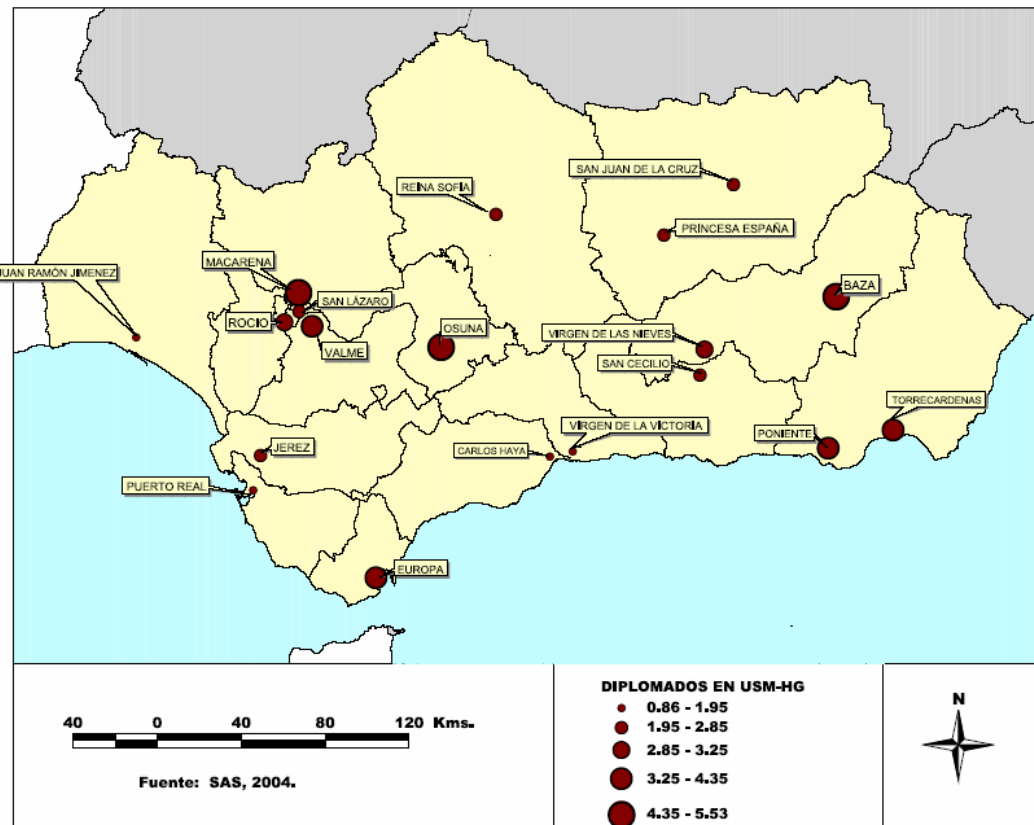 SAN JUAN DE LA CRUZ
REINA SOFÍA
PRINCESA ESPAÑA
MACARENA
JUAN RAMÓN JIMENEZ
BAZA
SAN LÁZARO
ROCIO
OSUNA
VIRGEN DE LAS NIEVES
VALME
SAN CECILIO
TORRECARDENAS
VIRGEN DE LA VICTORIA
PONIENTE
JEREZ
CARLOS HAYA
PUERTO REAL
EUROPA
DIPLOMADOS EN USM-HG
0.86 - 1.95
1.95 - 2.85
2.85 - 3.25
3.25 - 4.35
4.35 - 5.53
N
40 0 40 80 120 Kms.
Fuente: SAS, 2004.